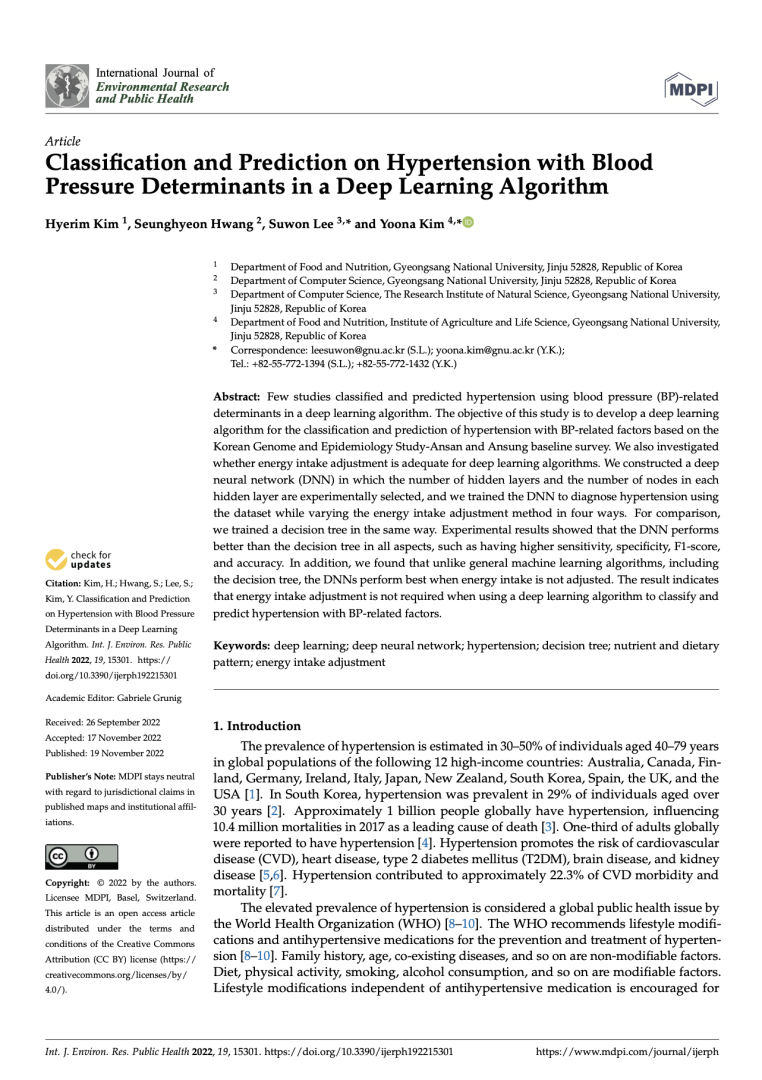 International Journal of
Environmental Research
and Public Health
MDPI
Article
Classification and Prediction on Hypertension with Blood
Pressure Determinants in a Deep Learning Algorithm
Hyerim Kim 1, Seunghyeon Hwang 2, Suwon Lee 3,* and Yoona Kim 4,* iD
1 Department of Food and Nutrition, Gyeongsang National University, Jinju 52828, Republic of Korea
2 Department of Computer Science, Gyeongsang National University, Jinju 52828, Republic of Korea
3 Department of Computer Science, The Research Institute of Natural Science, Gyeongsang National University,
Jinju 52828, Republic of Korea
4 Department of Food and Nutrition, Institute of Agriculture and Life Science, Gyeongsang National University,
Jinju 52828, Republic of Korea
* Correspondence: leesuwon@gnu.ac.kr (S.L.); yoona.kim@gnu.ac.kr (Y.K.);
Tel.: +82-55-772-1394 (S.L.); +82-55-772-1432 (Y.K.)
Abstract: Few studies classified and predicted hypertension using blood pressure (BP)-related
determinants in a deep learning algorithm. The objective of this study is to develop a deep learning
algorithm for the classification and prediction of hypertension with BP-related factors based on the
Korean Genome and Epidemiology Study-Ansan and Ansung baseline survey. We also investigated
whether energy intake adjustment is adequate for deep learning algorithms. We constructed a deep
neural network (DNN) in which the number of hidden layers and the number of nodes in each
hidden layer are experimentally selected, and we trained the DNN to diagnose hypertension using
the dataset while varying the energy intake adjustment method in four ways. For comparison,
we trained a decision tree in the same way. Experimental results showed that the DNN performs
better than the decision tree in all aspects, such as having higher sensitivity, specificity, F1-score,
and accuracy. In addition, we found that unlike general machine learning algorithms, including
the decision tree, the DNNs perform best when energy intake is not adjusted. The result indicates
that energy intake adjustment is not required when using a deep learning algorithm to classify and
predict hypertension with BP-related factors.
Keywords: deep learning; deep neural network; hypertension; decision tree; nutrient and dietary
pattern; energy intake adjustment
check for
updates
Citation: Kim, H.; Hwang, S.; Lee, S.;
Kim, Y. Classification and Prediction
on Hypertension with Blood Pressure
Determinants in a Deep Learning
Algorithm. Int. J. Environ. Res. Public
Health 2022, 19, 15301. https://
doi.org/10.3390/ijerph192215301
Academic Editor: Gabriele Grunig
Received: 26 September 2022
Accepted: 17 November 2022
Published: 19 November 2022
Publisher's Note: MDPI stays neutral
with regard to jurisdictional claims in
published maps and institutional affil-
iations.
cc BY
Copyright: © 2022 by the authors.
Licensee MDPI, Basel, Switzerland.
This article is an open access article
distributed under the terms and
conditions of the Creative Commons
Attribution (CC BY) license (https://
creativecommons.org/licenses/by/
4.0/).
1. Introduction
The prevalence of hypertension is estimated in 30–50% of individuals aged 40–79 years
in global populations of the following 12 high-income countries: Australia, Canada, Fin-
land, Germany, Ireland, Italy, Japan, New Zealand, South Korea, Spain, the UK, and the
USA [1]. In South Korea, hypertension was prevalent in 29% of individuals aged over
30 years [2]. Approximately 1 billion people globally have hypertension, influencing
10.4 million mortalities in 2017 as a leading cause of death [3]. One-third of adults globally
were reported to have hypertension [4]. Hypertension promotes the risk of cardiovascular
disease (CVD), heart disease, type 2 diabetes mellitus (T2DM), brain disease, and kidney
disease [5,6]. Hypertension contributed to approximately 22.3% of CVD morbidity and
mortality [7].
The elevated prevalence of hypertension is considered a global public health issue by
the World Health Organization (WHO) [8–10]. The WHO recommends lifestyle modifi-
cations and antihypertensive medications for the prevention and treatment of hyperten-
sion [8–10]. Family history, age, co-existing diseases, and so on are non-modifiable factors.
Diet, physical activity, smoking, alcohol consumption, and so on are modifiable factors.
Lifestyle modifications independent of antihypertensive medication is encouraged for
Int. J. Environ. Res. Public Health 2022, 19, 15301. https://doi.org/10.3390/ijerph192215301
https://www.mdpi.com/journal/ijerph